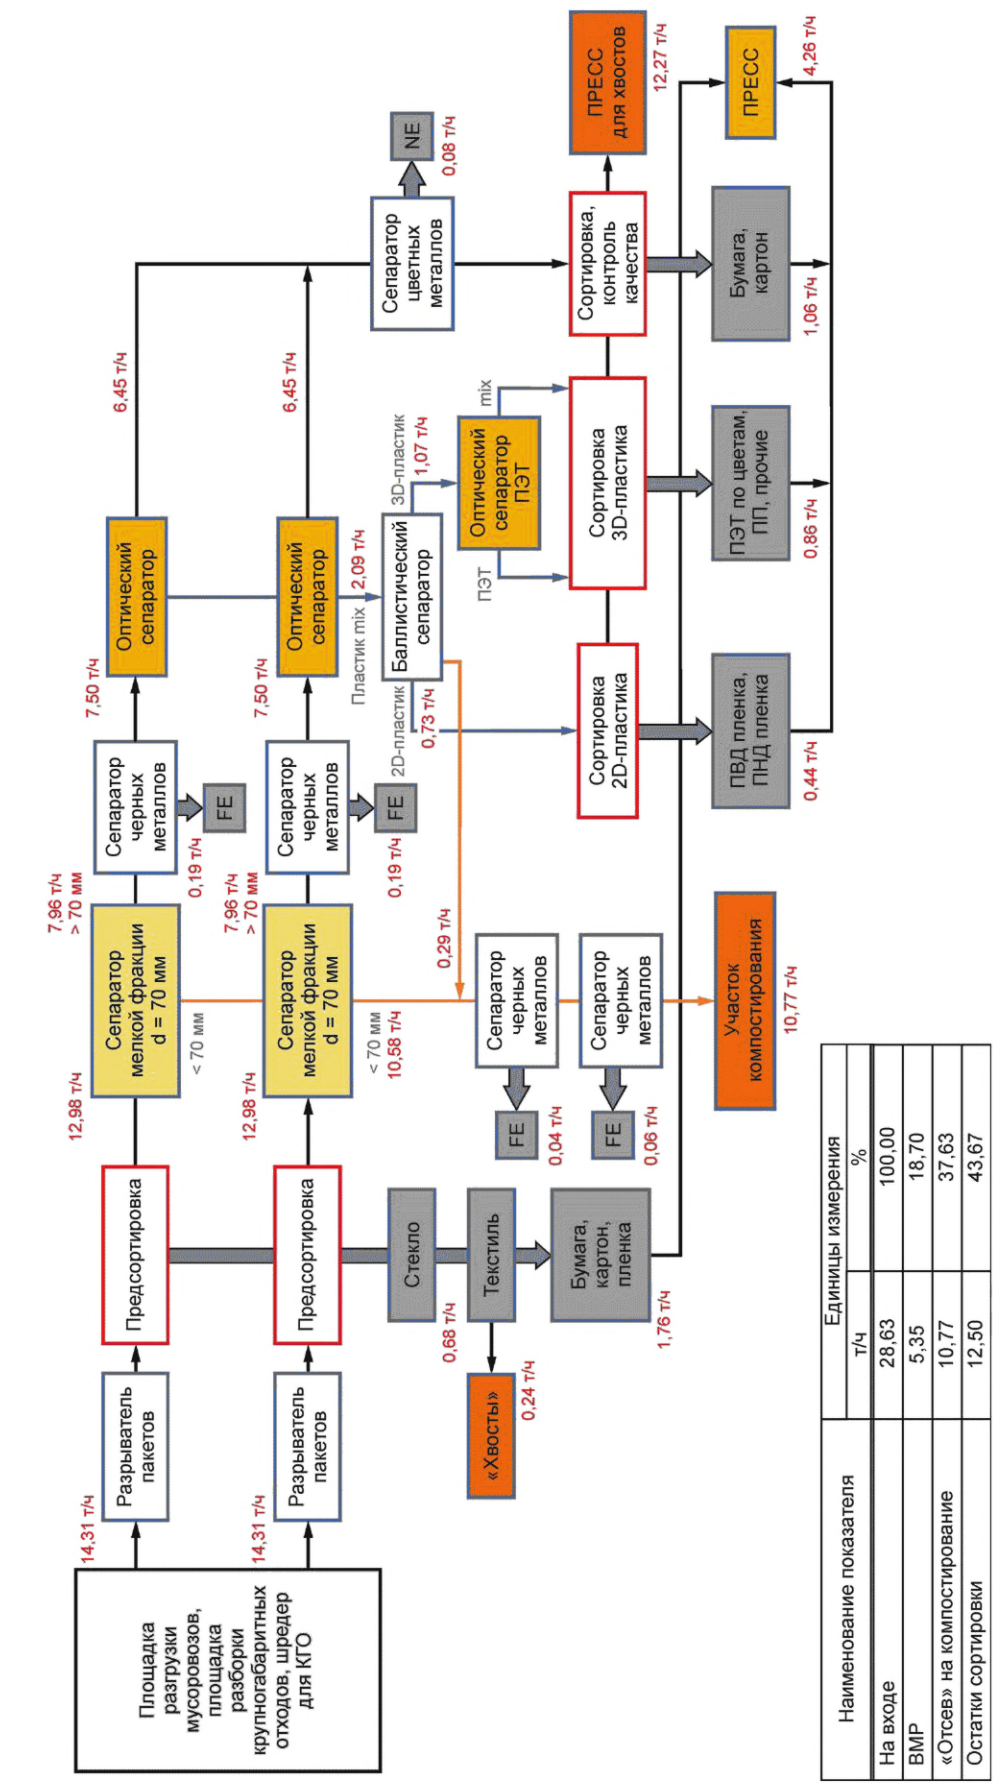 Площадка
разгрузки
мусоровозов,
площадка
разборки
крупногабаритных
отходов, шредер
для КГО
14,31 т/ч
Разрыватель
пакетов
Предсортировка
12,98 т/ч
Сепаратор
мелкой фракции
d = 70 мм
< 70 мм
7,96 т/ч
> 70 мм
Сепаратор
черных
металлов
FE
0,19 т/ч
7,50 т/ч
Оптический
сепаратор
6,45 т/ч
14,31 т/ч
Разрыватель
пакетов
Предсортировка
12,98 т/ч
Сепаратор
мелкой фракции
d = 70 мм
< 70 мм
10,58 т/ч
7,96 т/ч
> 70 мм
Сепаратор
черных
металлов
FE
0,19 т/ч
7,50 т/ч
Оптический
сепаратор
6,45 т/ч
Пластик mix
2,09 т/ч
Баллистический
сепаратор
2D-пластик
0,73 т/ч
3D-пластик
1,07 т/ч
0,29 т/ч
Сепаратор
цветных
металлов
NE
0,08 т/ч
Стекло
0,68 т/ч
Текстиль
«Хвосты»
0,24 т/ч
Бумага,
картон,
пленка
1,76 т/ч
Сепаратор
черных
металлов
FE
0,04 т/ч
Сепаратор
черных
металлов
FE
0,06 т/ч
Участок
компостирования
10,77 т/ч
Оптический
сепаратор
ПЭТ
ПЭТ
mix
Сортировка
2D-пластика
Сортировка
3D-пластика
Сортировка,
контроль
качества
ПРЕСС
для хвостов
12,27 т/ч
ПВД пленка,
ПНД пленка
0,44 т/ч
ПЭТ по цветам,
ПП, прочие
0,86 т/ч
Бумага,
картон
1,06 т/ч
ПРЕСС
4,26 т/ч
Наименование показателя
Единицы измерения
т/ч %
На входе 28,63 100,00
ВМР 5,35 18,70
«Отсев» на компостирование 10,77 37,63
Остатки сортировки 12,50 43,67